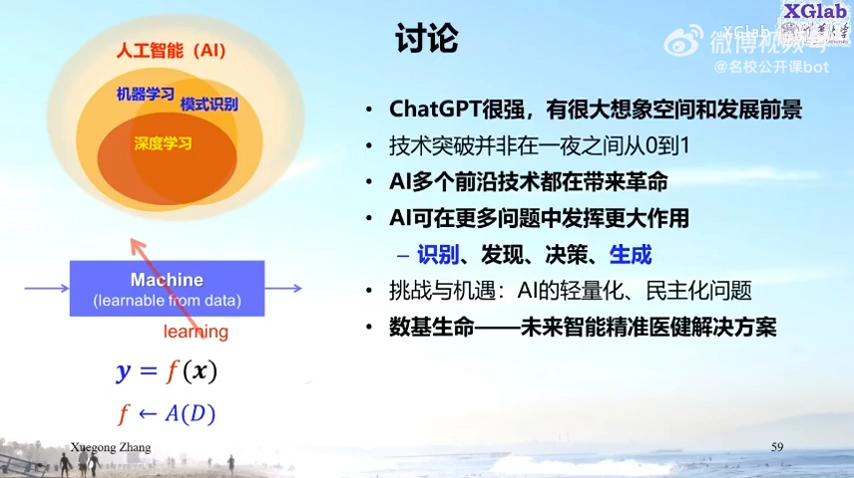 讨论
XGlab
XGlab
微博视频号
@名校公开课bot
人工智能（AI）
机器学习
模式识别
深度学习
• ChatGPT很强，有很大想象空间和发展前景
• 技术突破并非在一夜之间从0到1
• AI多个前沿技术都在带来革命
• AI可在更多问题中发挥更大作用
– 识别、发现、决策、生成
• 挑战与机遇：AI的轻量化、民主化问题
• 数基生命——未来智能精准医健解决方案
Machine
(learnable from data)
learning
y = f(x)
f ← A(D)
Xuegong Zhang
59